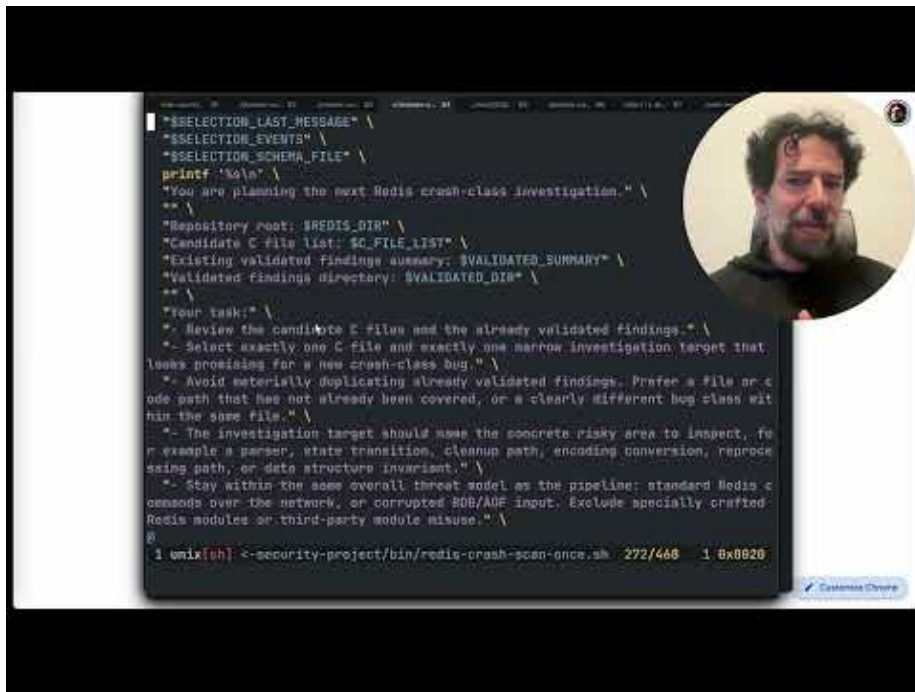 "$SELECTION_LAST_MESSAGE" \
"$SELECTION_EVENTS" \
"$SELECTION_SCHEMA_FILE" \
printf '%s\n' \
"You are planning the next Redis crash-class investigation." \
"" \
"Repository root: $REDIS_DIR" \
"Candidate C file list: $C_FILE_LIST" \
"Existing validated findings summary: $VALIDATED_SUMMARY" \
"Validated findings directory: $VALIDATED_DIR" \
"" \
"Your task:" \
"- Review the candidate C files and the already validated findings." \
"- Select exactly one C file and exactly one narrow investigation target that
looks promising for a new crash-class bug." \
"- Avoid materially duplicating already validated findings. Prefer a file or c
ode path that has not already been covered, or a clearly different bug class wit
hin the same file." \
"- The investigation target should name the concrete risky area to inspect, fo
r example a parser, state transition, cleanup path, encoding conversion, reproce
ssing path, or data structure invariant." \
"- Stay within the same overall threat model as the pipeline: standard Redis c
ommands over the network, or corrupted RDB/AOF input. Exclude specially crafted
Redis modules or third-party module misuse." \
@
1 unix[sh] <-security-project/bin/redis-crash-scan-once.sh 272/460 1 0x0020
Customize Chrome